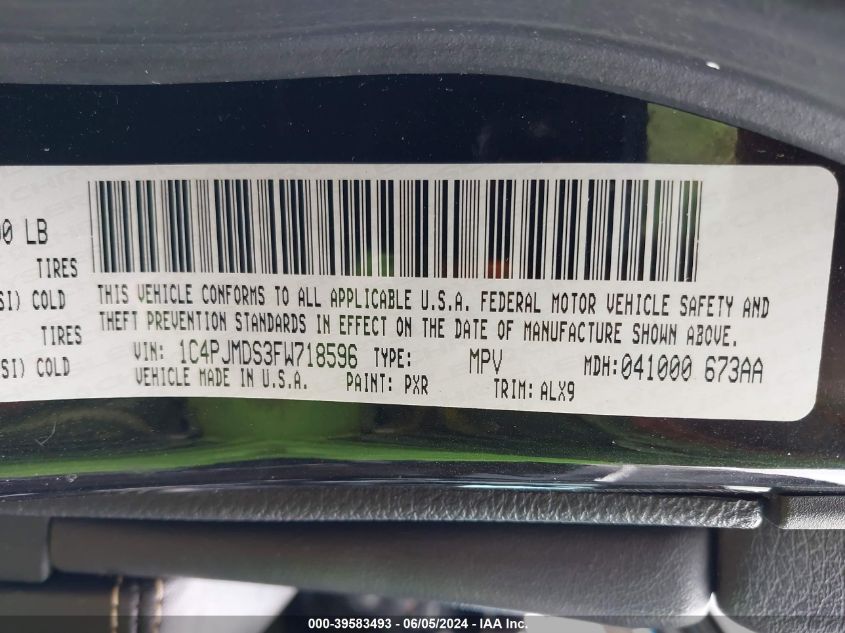 00 LB
TIRES
SI) COLD
TIRES
SI) COLD
THIS VEHICLE CONFORMS TO ALL APPLICABLE U.S.A. FEDERAL MOTOR VEHICLE SAFETY AND
THEFT PREVENTION STANDARDS IN EFFECT ON THE DATE OF MANUFACTURE SHOWN ABOVE.
VIN: 1C4PJMDS3FW718596 TYPE: MPV MDH:041000 673AA
VEHICLE MADE IN U.S.A. PAINT: PXR TRIM: ALX9
000-39583493 - 06/05/2024 - IAA Inc.